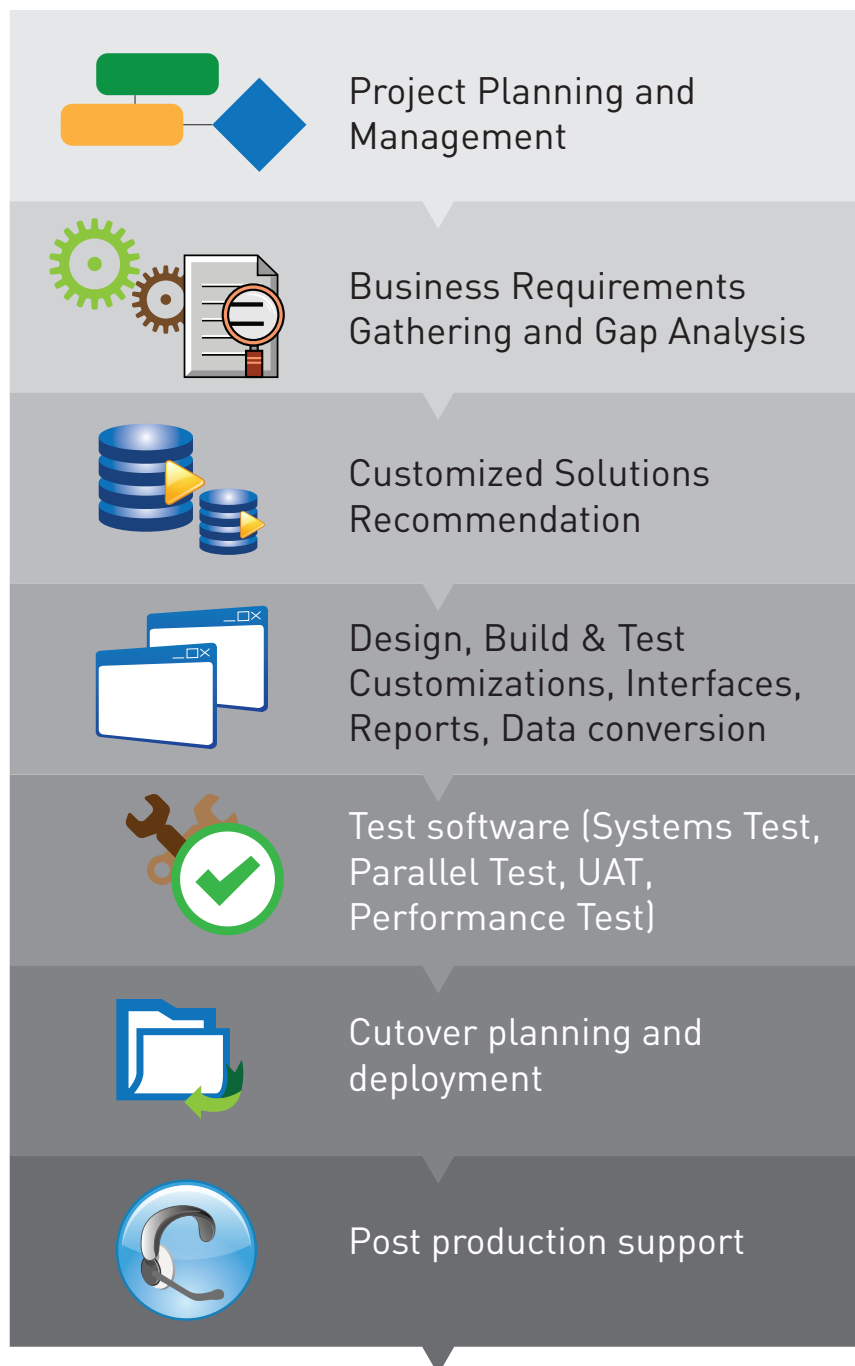 Project Planning and
Management
Business Requirements
Gathering and Gap Analysis
Customized Solutions
Recommendation
Design, Build & Test
Customizations, Interfaces,
Reports, Data conversion
Test software (Systems Test,
Parallel Test, UAT,
Performance Test)
Cutover planning and
deployment
Post production support